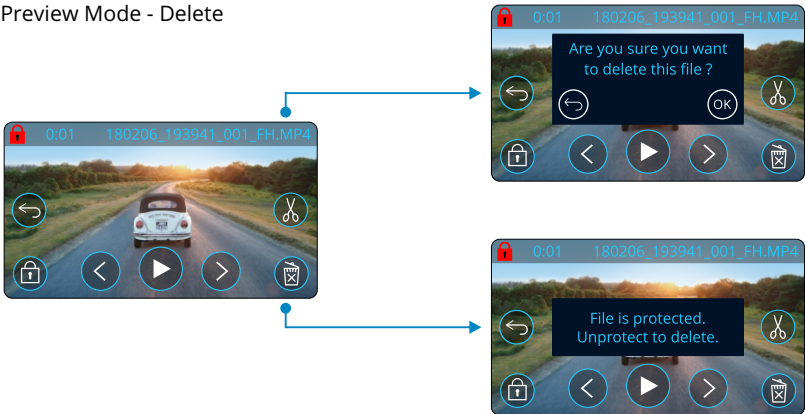 Preview Mode - Delete
0:01 180206_193941_001_FH.MP4
Are you sure you want
to delete this file ?
OK
0:01 180206_193941_001_FH.MP4
0:01 180206_193941_001_FH.MP4
File is protected.
Unprotect to delete.